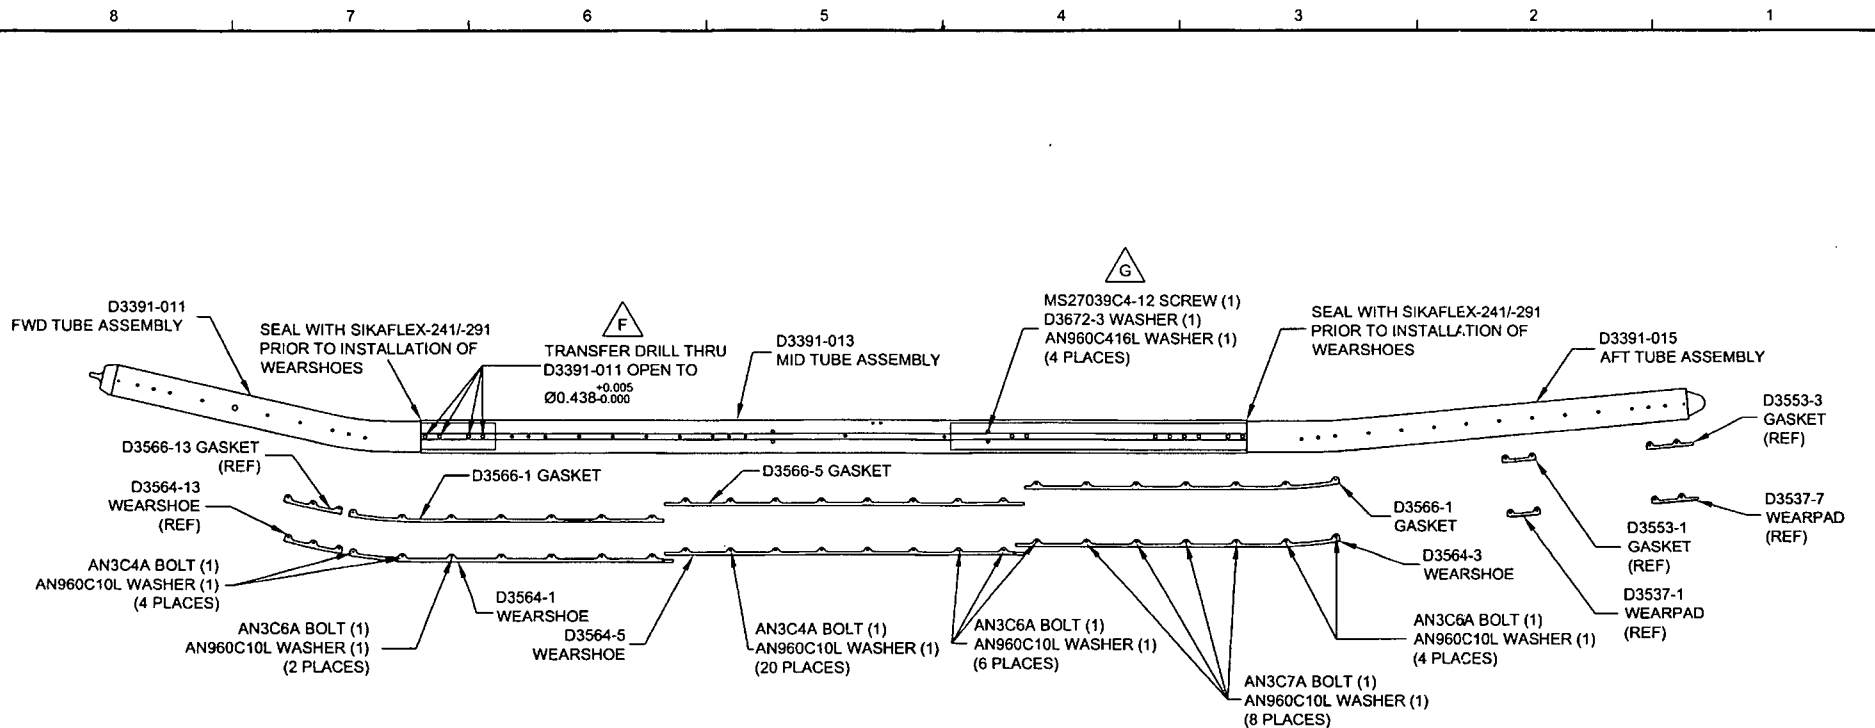 8 7 6 5 4 3 2 1
D3391-011
FWD TUBE ASSEMBLY
SEAL WITH SIKAFLEX-241/-291
PRIOR TO INSTALLATION OF
WEARSHOES
F
TRANSFER DRILL THRU
D3391-011 OPEN TO
Ø0.438 +0.005
-0.000
D3391-013
MID TUBE ASSEMBLY
G
MS27039C4-12 SCREW (1)
D3672-3 WASHER (1)
AN960C416L WASHER (1)
(4 PLACES)
SEAL WITH SIKAFLEX-241/-291
PRIOR TO INSTALLATION OF
WEARSHOES
D3391-015
AFT TUBE ASSEMBLY
D3553-3
GASKET
(REF)
D3566-13 GASKET
(REF)
D3566-1 GASKET
D3566-5 GASKET
D3564-13
WEARSHOE
(REF)
D3566-1
GASKET
D3537-7
WEARPAD
(REF)
D3553-1
GASKET
(REF)
D3564-3
WEARSHOE
AN3C4A BOLT (1)
AN960C10L WASHER (1)
(4 PLACES)
D3564-1
WEARSHOE
D3537-1
WEARPAD
(REF)
AN3C6A BOLT (1)
AN960C10L WASHER (1)
(2 PLACES)
D3564-5
WEARSHOE
AN3C4A BOLT (1)
AN960C10L WASHER (1)
(20 PLACES)
AN3C6A BOLT (1)
AN960C10L WASHER (1)
(6 PLACES)
AN3C6A BOLT (1)
AN960C10L WASHER (1)
(4 PLACES)
AN3C7A BOLT (1)
AN960C10L WASHER (1)
(8 PLACES)